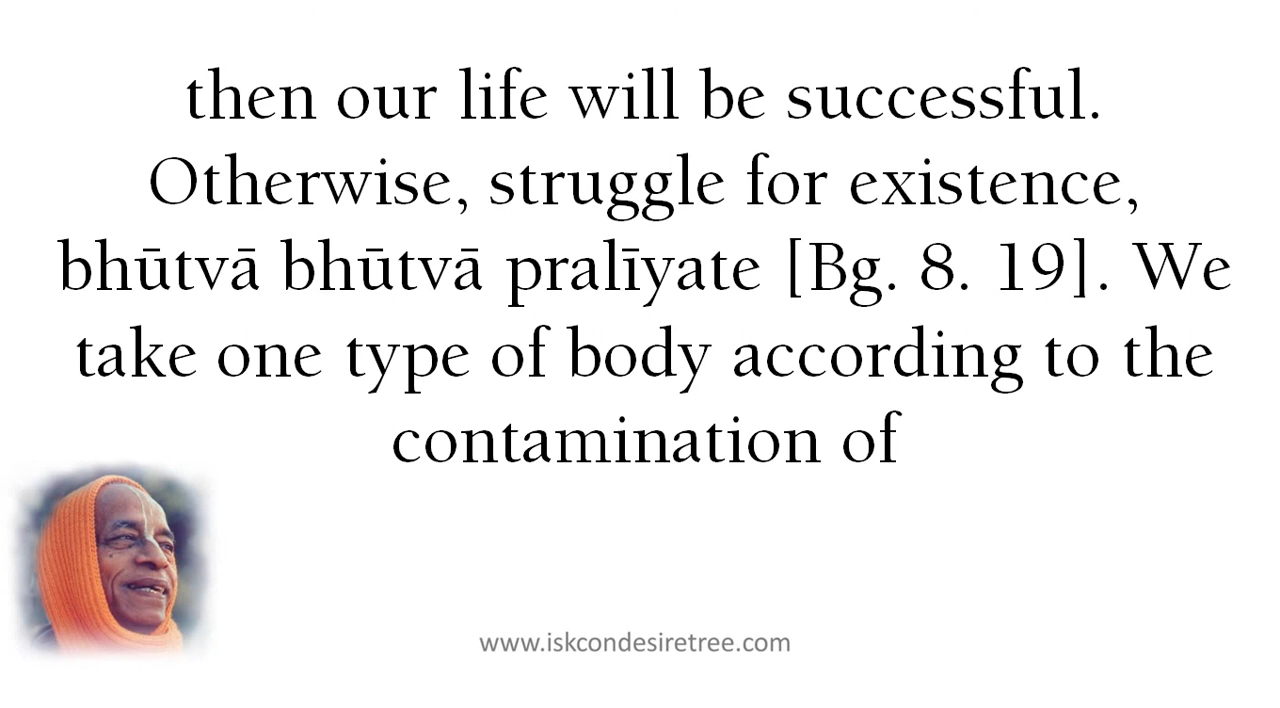 then our life will be successful.
Otherwise, struggle for existence,
bhūtvā bhūtvā pralīyate [Bg. 8. 19]. We
take one type of body according to the
contamination of
www.iskcondesiretree.com